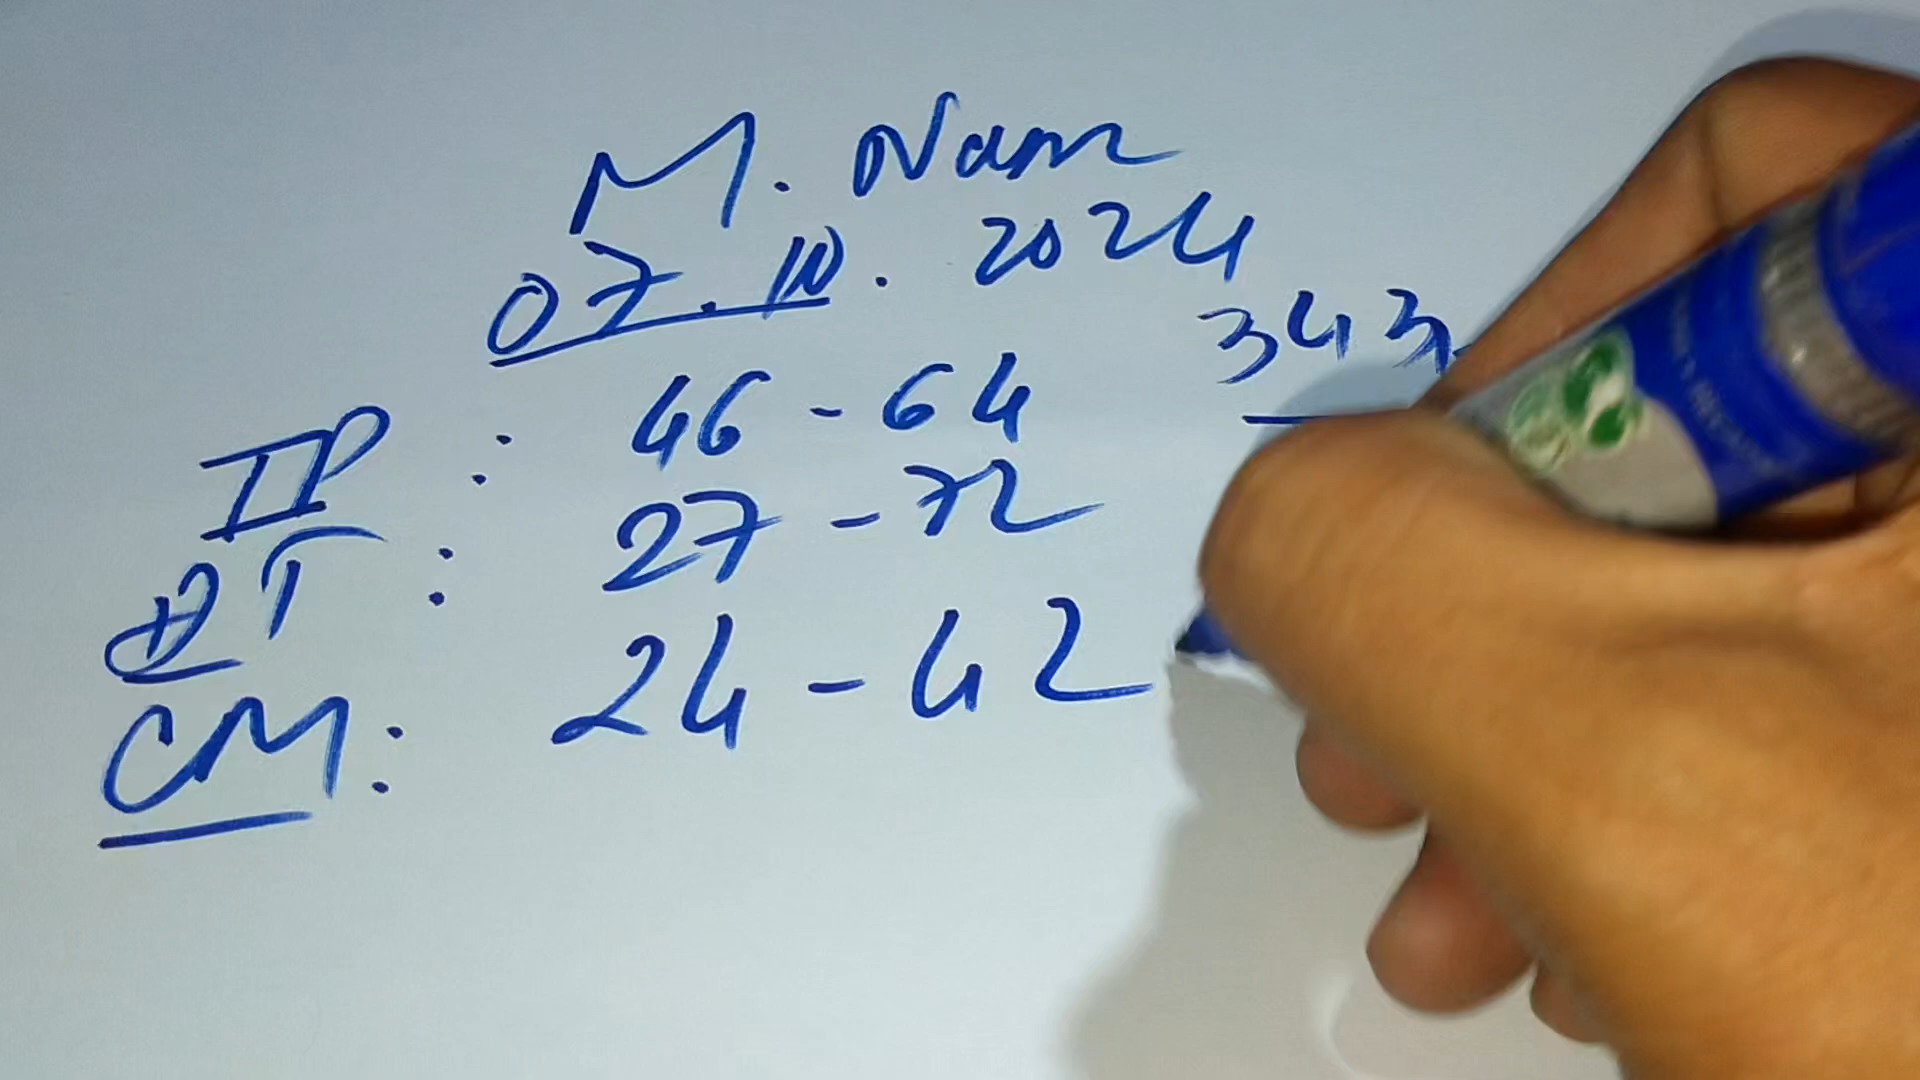 M. Nam
07.10.2024
343
TP : 46 - 64
ĐT : 27 - 72
CM : 24 - 42